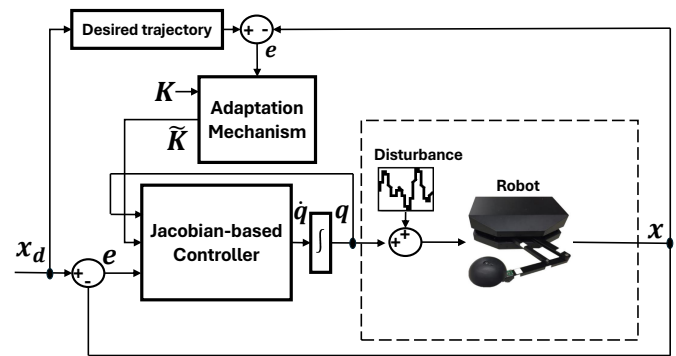 Desired trajectory
+ -
e
K
Adaptation
Mechanism
K̃
Disturbance
Robot
+ +
Jacobian-based
Controller
q̇
∫
q
x
x_d
+ -
e